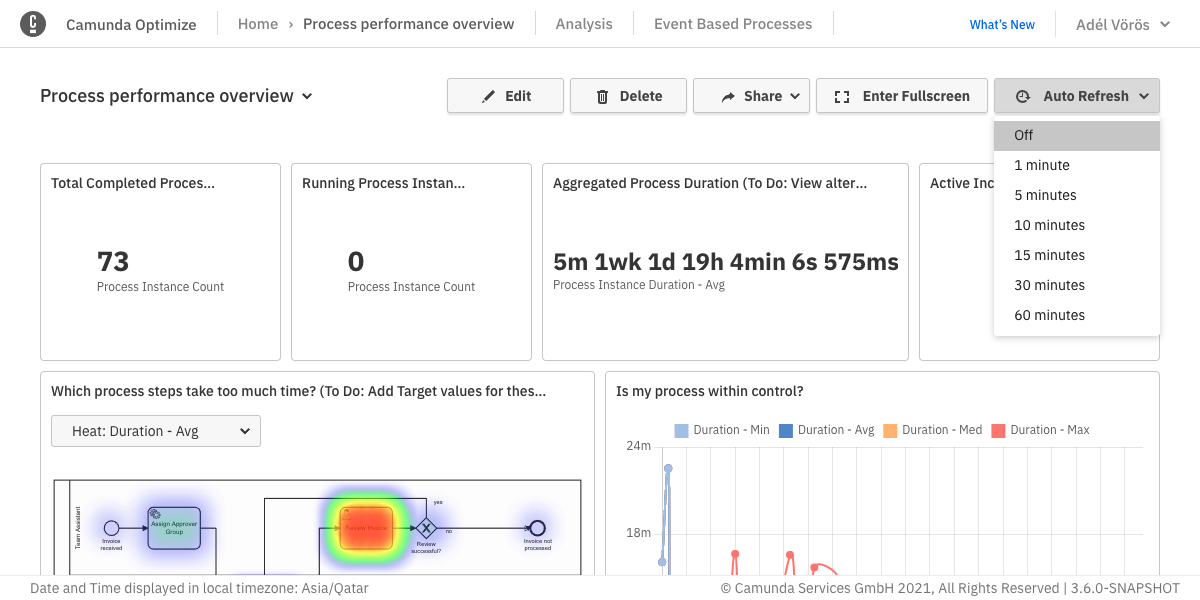 Camunda Optimize
Home › Process performance overview
Analysis
Event Based Processes
What's New
Adél Vörös
Process performance overview
Edit
Delete
Share
Enter Fullscreen
Auto Refresh
Off
1 minute
5 minutes
10 minutes
15 minutes
30 minutes
60 minutes
Total Completed Proces...
73
Process Instance Count
Running Process Instan...
0
Process Instance Count
Aggregated Process Duration (To Do: View alter...
5m 1wk 1d 19h 4min 6s 575ms
Process Instance Duration - Avg
Active Inc
Which process steps take too much time? (To Do: Add Target values for thes...
Heat: Duration - Avg
Team Assistant
Invoice
received
Assign Approver
Group
Review Invoice
yes
no
Review
successful?
Invoice not
processed
Is my process within control?
Duration - Min
Duration - Avg
Duration - Med
Duration - Max
24m
18m
Date and Time displayed in local timezone: Asia/Qatar
© Camunda Services GmbH 2021, All Rights Reserved | 3.6.0-SNAPSHOT